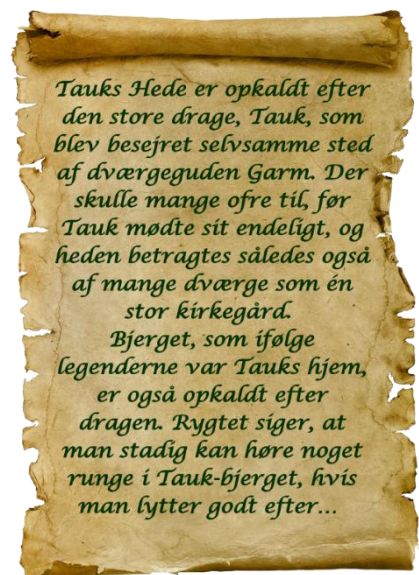 Tauks Hede er opkaldt efter
den store drage, Tauk, som
blev besejret selvsamme sted
af dværgeguden Garm. Der
skulle mange ofre til, før
Tauk mødte sit endeligt, og
heden betragtes således også
af mange dværge som én
stor kirkegård.
Bjerget, som ifølge
legenderne var Tauks hjem,
er også opkaldt efter
dragen. Rygtet siger, at
man stadig kan høre noget
runge i Tauk-bjerget, hvis
man lytter godt efter...